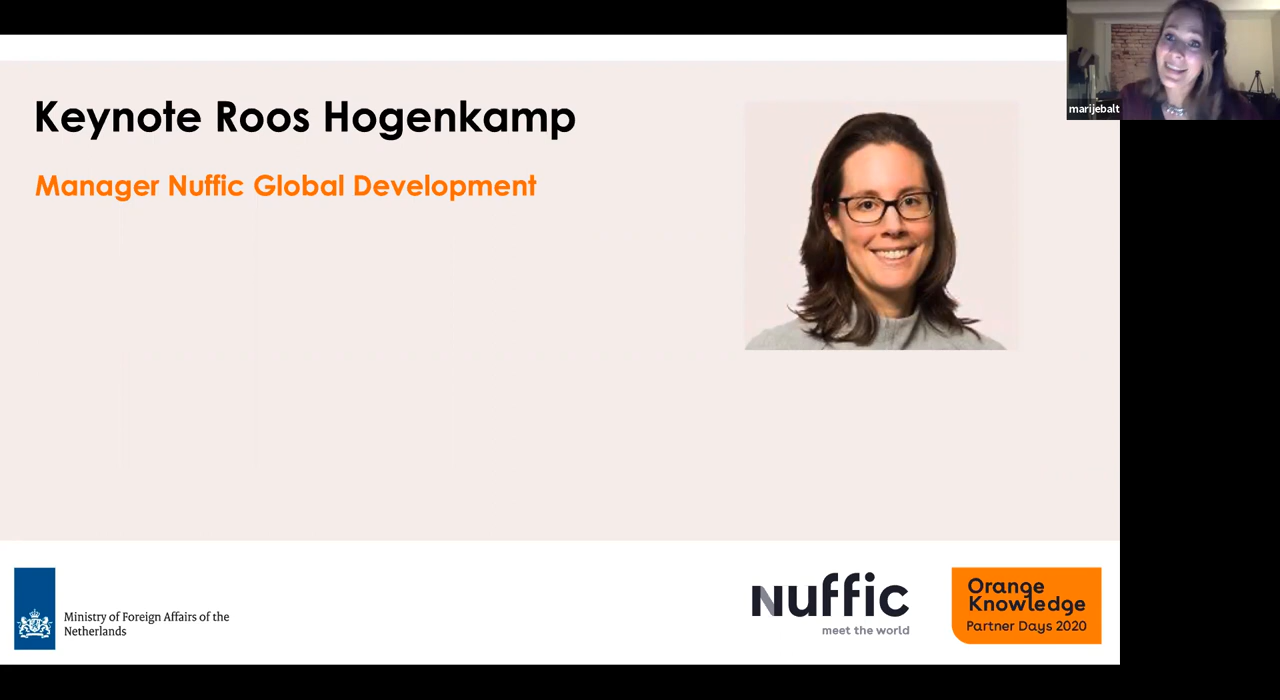 Keynote Roos Hogenkamp
Manager Nuffic Global Development
marijebalt
Ministry of Foreign Affairs of the
Netherlands
nuffic
meet the world
Orange
Knowledge
Partner Days 2020